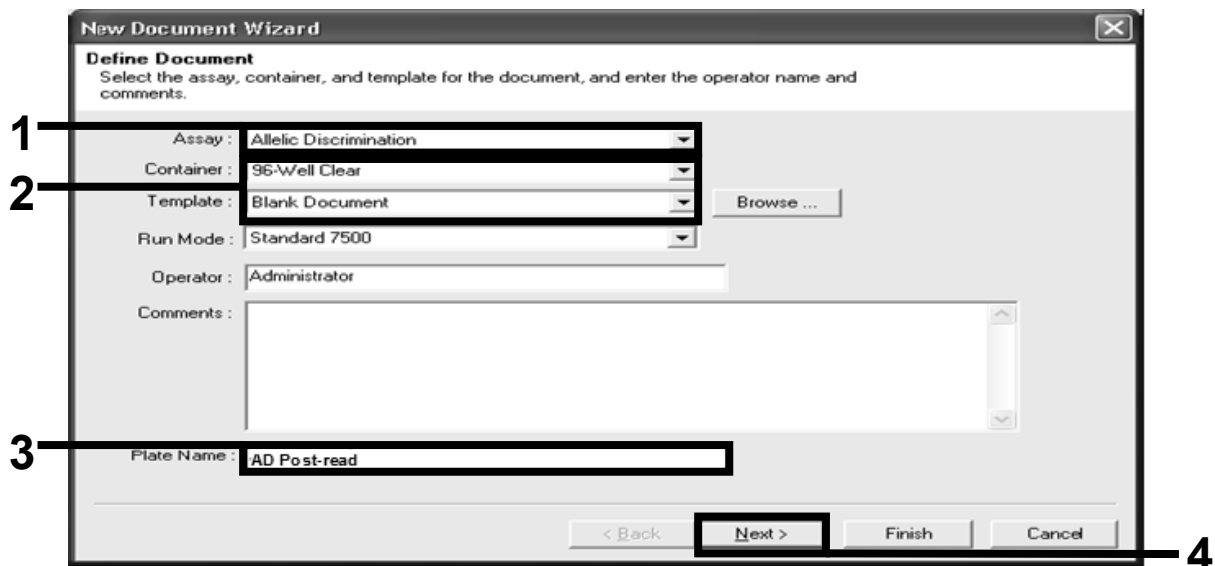 New Document Wizard
Define Document
Select the assay, container, and template for the document, and enter the operator name and
comments.
1
Assay : Allelic Discrimination
2
Container : 96-Well Clear
Template : Blank Document Browse ...
Run Mode : Standard 7500
Operator : Administrator
Comments :
3
Plate Name : AD Post-read
< Back Next > Finish Cancel
4